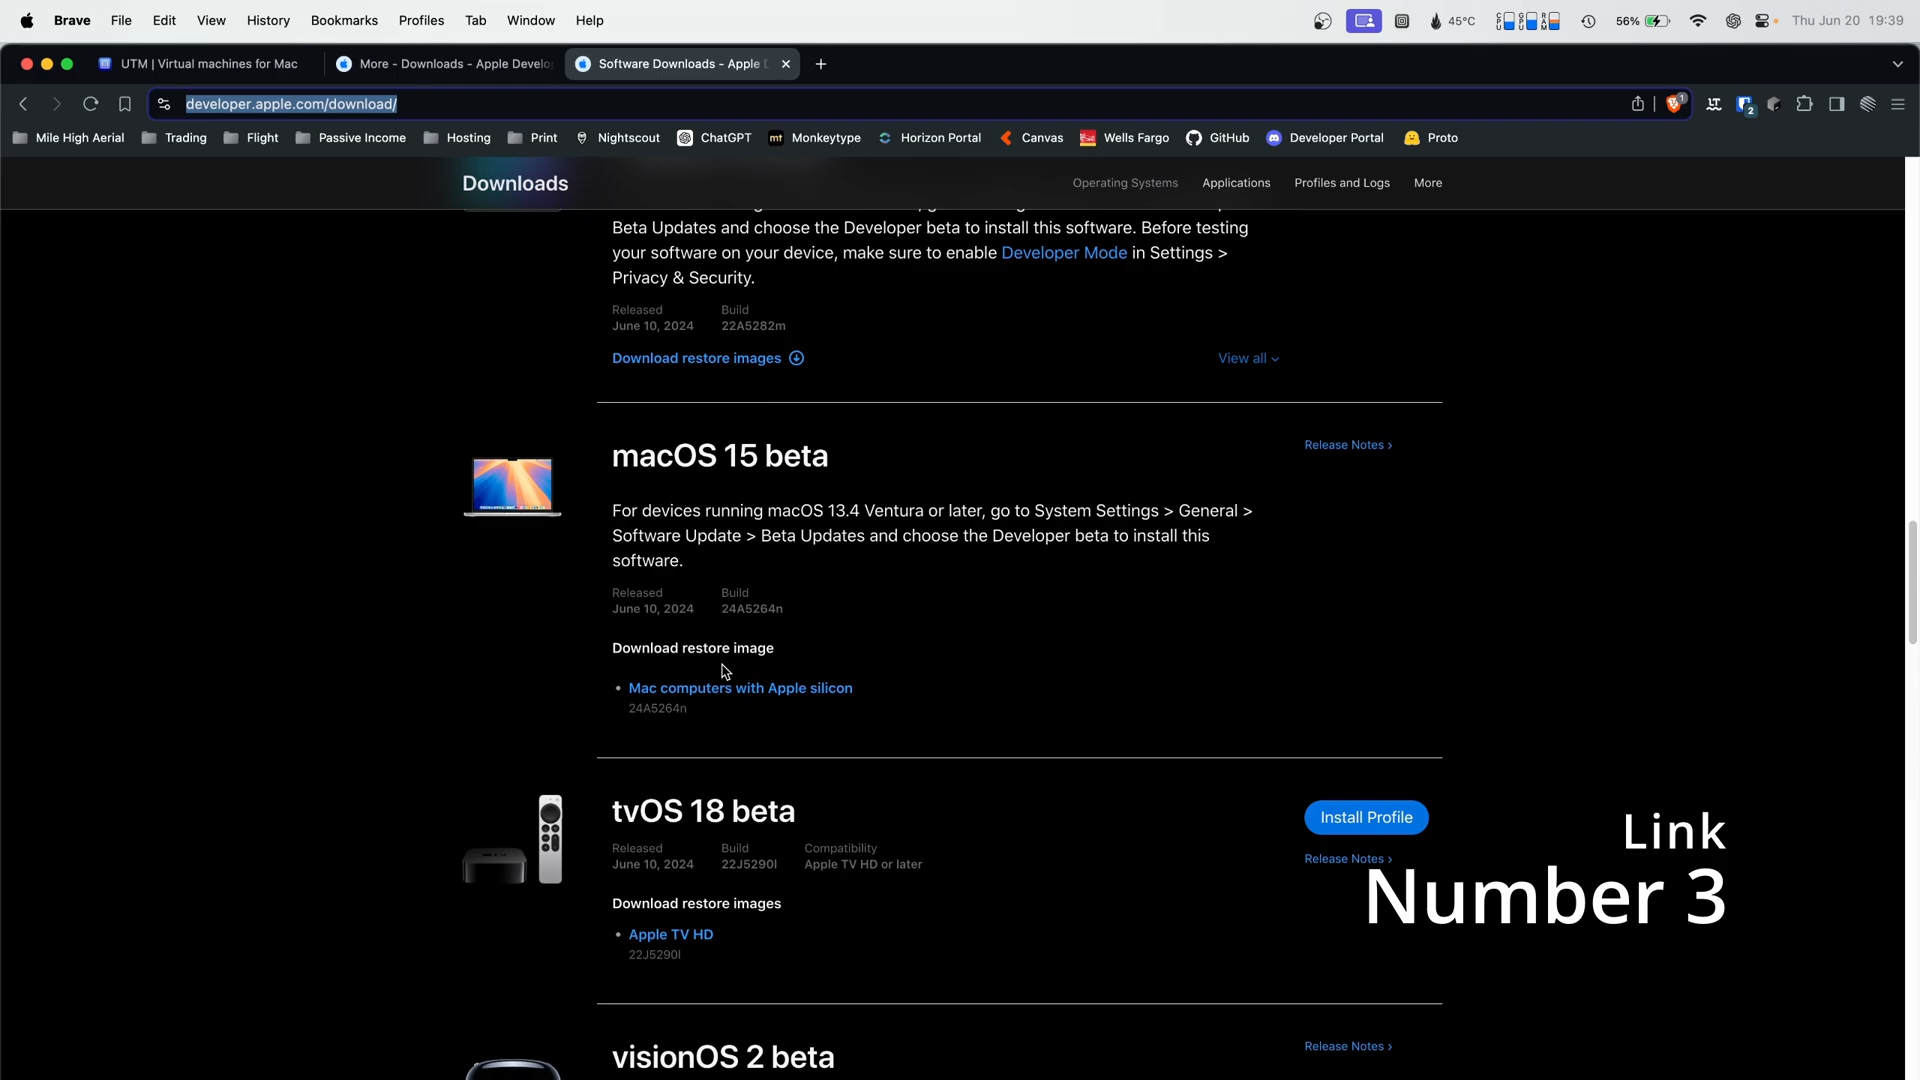 Brave File Edit View History Bookmarks Profiles Tab Window Help 45°C CPU GPU RAM 56% Thu Jun 20 19:39
UTM | Virtual machines for Mac More - Downloads - Apple Develo Software Downloads - Apple D
developer.apple.com/download/ 1 2
Mile High Aerial Trading Flight Passive Income Hosting Print Nightscout ChatGPT mt Monkeytype Horizon Portal Canvas Wells Fargo GitHub Developer Portal Proto
Downloads Operating Systems Applications Profiles and Logs More
Beta Updates and choose the Developer beta to install this software. Before testing
your software on your device, make sure to enable Developer Mode in Settings >
Privacy & Security.
Released Build
June 10, 2024 22A5282m
Download restore images View all
macOS 15 beta
Release Notes >
For devices running macOS 13.4 Ventura or later, go to System Settings > General >
Software Update > Beta Updates and choose the Developer beta to install this
software.
Released Build
June 10, 2024 24A5264n
Download restore image
• Mac computers with Apple silicon
24A5264n
tvOS 18 beta
Install Profile
Released Build Compatibility
June 10, 2024 22J5290l Apple TV HD or later
Release Notes >
Link
Number 3
Download restore images
• Apple TV HD
22J5290l
visionOS 2 beta
Release Notes >